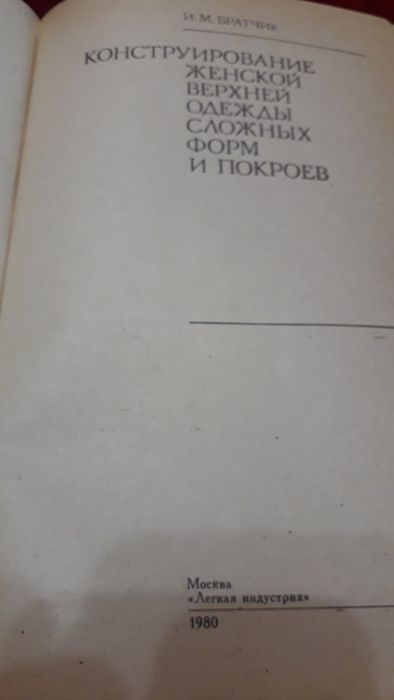 И. М. БРАТЧИК
КОНСТРУИРОВАНИЕ
ЖЕНСКОЙ
ВЕРХНЕЙ
ОДЕЖДЫ
СЛОЖНЫХ
ФОРМ
И ПОКРОЕВ
Москва
«Легкая индустрия»
1980